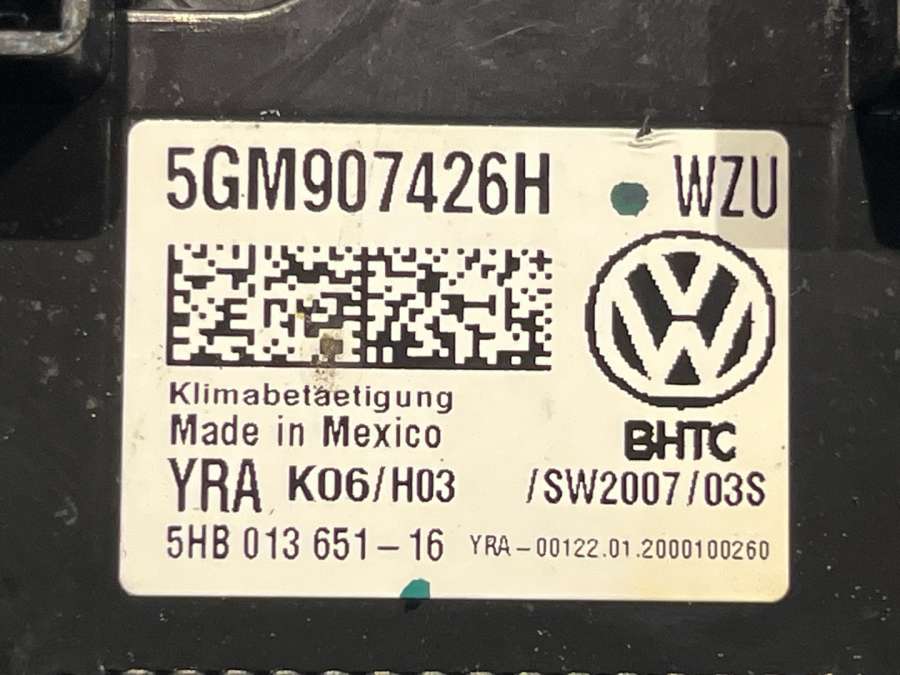 5GM907426H WZU
Klimabetaetigung
Made in Mexico
BHTC
YRA K06/H03 /SW2007/03S
5HB 013 651-16 YRA-00122.01.2000100260